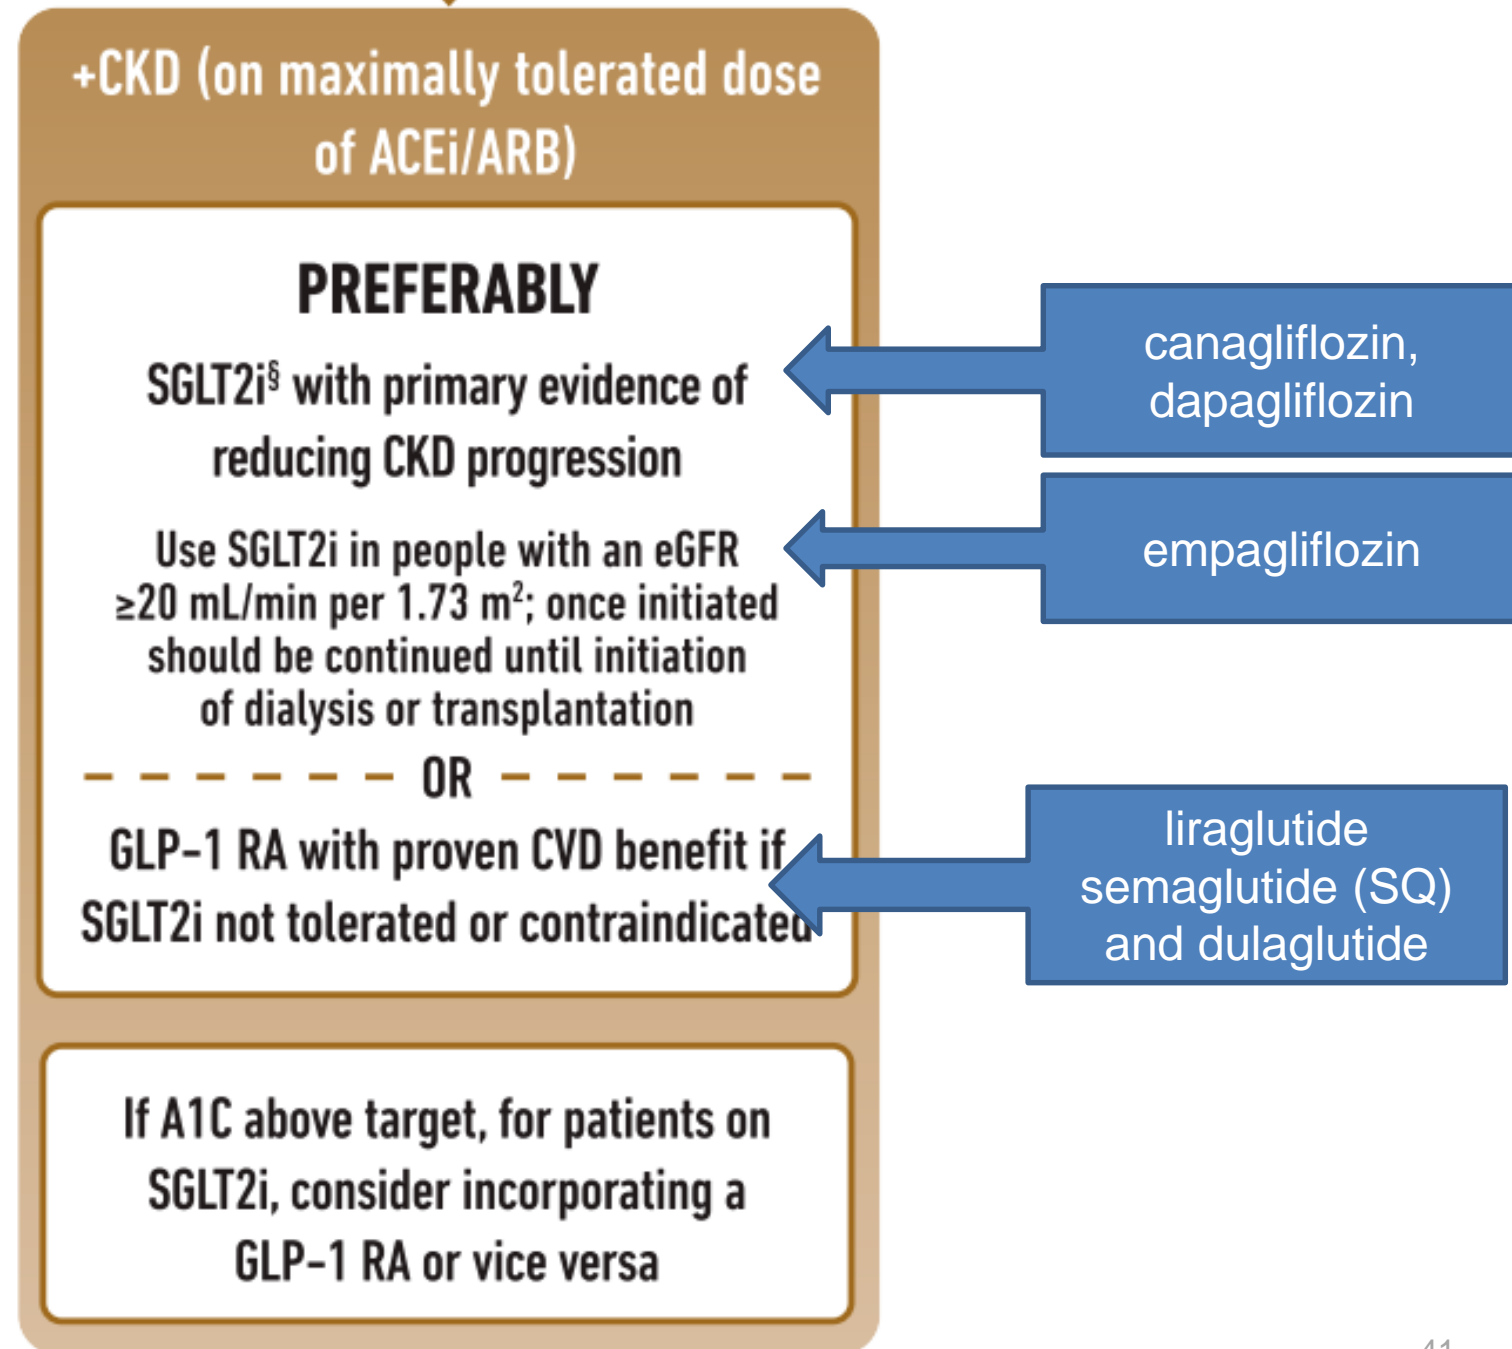 +CKD (on maximally tolerated dose
of ACEi/ARB)
PREFERABLY
SGLT2i§ with primary evidence of
reducing CKD progression
Use SGLT2i in people with an eGFR
≥20 mL/min per 1.73 m²; once initiated
should be continued until initiation
of dialysis or transplantation
OR
GLP-1 RA with proven CVD benefit if
SGLT2i not tolerated or contraindicated
If A1C above target, for patients on
SGLT2i, consider incorporating a
GLP-1 RA or vice versa
canagliflozin,
dapagliflozin
empagliflozin
liraglutide
semaglutide (SQ)
and dulaglutide
41